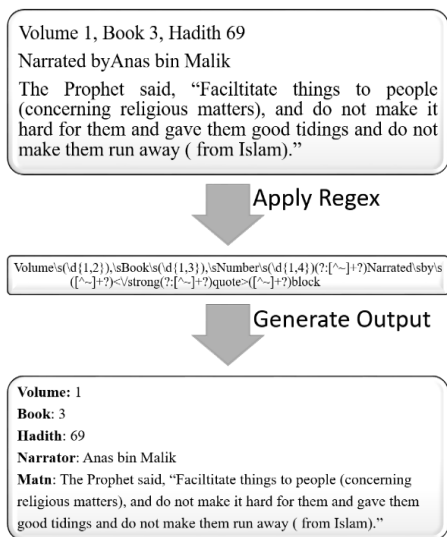 Volume 1, Book 3, Hadith 69
Narrated byAnas bin Malik
The Prophet said, “Faciltitate things to people
(concerning religious matters), and do not make it
hard for them and gave them good tidings and do not
make them run away ( from Islam).”
Apply Regex
Volume\s(\d{1,2}),\sBook\s(\d{1,3}),\sNumber\s(\d{1,4})(?:[^~]+?)Narrated\sby\s
([^~]+?)<\/strong(?:[^~]+?)quote>([^~]+?)block
Generate Output
Volume: 1
Book: 3
Hadith: 69
Narrator: Anas bin Malik
Matn: The Prophet said, “Faciltitate things to people (concerning
religious matters), and do not make it hard for them and gave them
good tidings and do not make them run away ( from Islam).”